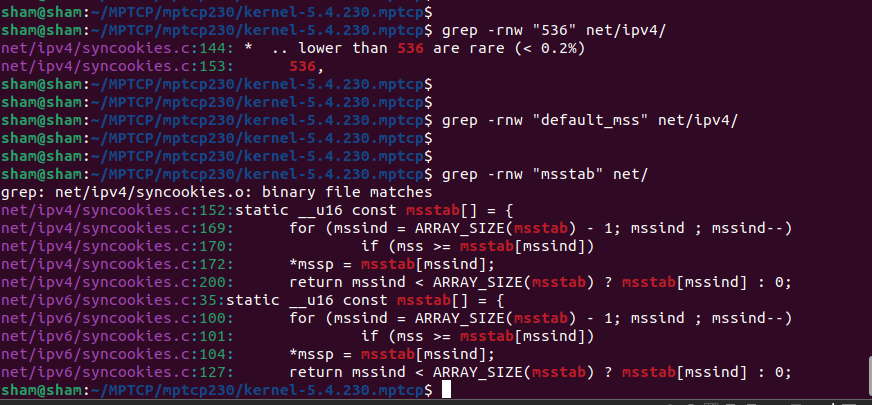 sham@sham:~/MPTCP/mptcp230/kernel-5.4.230.mptcp$
sham@sham:~/MPTCP/mptcp230/kernel-5.4.230.mptcp$ grep -rnw "536" net/ipv4/
net/ipv4/syncookies.c:144: *  .. lower than 536 are rare (< 0.2%)
net/ipv4/syncookies.c:153:      536,
sham@sham:~/MPTCP/mptcp230/kernel-5.4.230.mptcp$
sham@sham:~/MPTCP/mptcp230/kernel-5.4.230.mptcp$
sham@sham:~/MPTCP/mptcp230/kernel-5.4.230.mptcp$ grep -rnw "default_mss" net/ipv4/
sham@sham:~/MPTCP/mptcp230/kernel-5.4.230.mptcp$
sham@sham:~/MPTCP/mptcp230/kernel-5.4.230.mptcp$
sham@sham:~/MPTCP/mptcp230/kernel-5.4.230.mptcp$ grep -rnw "msstab" net/
grep: net/ipv4/syncookies.o: binary file matches
net/ipv4/syncookies.c:152:static __u16 const msstab[] = {
net/ipv4/syncookies.c:169:      for (mssind = ARRAY_SIZE(msstab) - 1; mssind ; mssind--)
net/ipv4/syncookies.c:170:              if (mss >= msstab[mssind])
net/ipv4/syncookies.c:172:      *mssp = msstab[mssind];
net/ipv4/syncookies.c:200:      return mssind < ARRAY_SIZE(msstab) ? msstab[mssind] : 0;
net/ipv6/syncookies.c:35:static __u16 const msstab[] = {
net/ipv6/syncookies.c:100:      for (mssind = ARRAY_SIZE(msstab) - 1; mssind ; mssind--)
net/ipv6/syncookies.c:101:              if (mss >= msstab[mssind])
net/ipv6/syncookies.c:104:      *mssp = msstab[mssind];
net/ipv6/syncookies.c:127:      return mssind < ARRAY_SIZE(msstab) ? msstab[mssind] : 0;
sham@sham:~/MPTCP/mptcp230/kernel-5.4.230.mptcp$